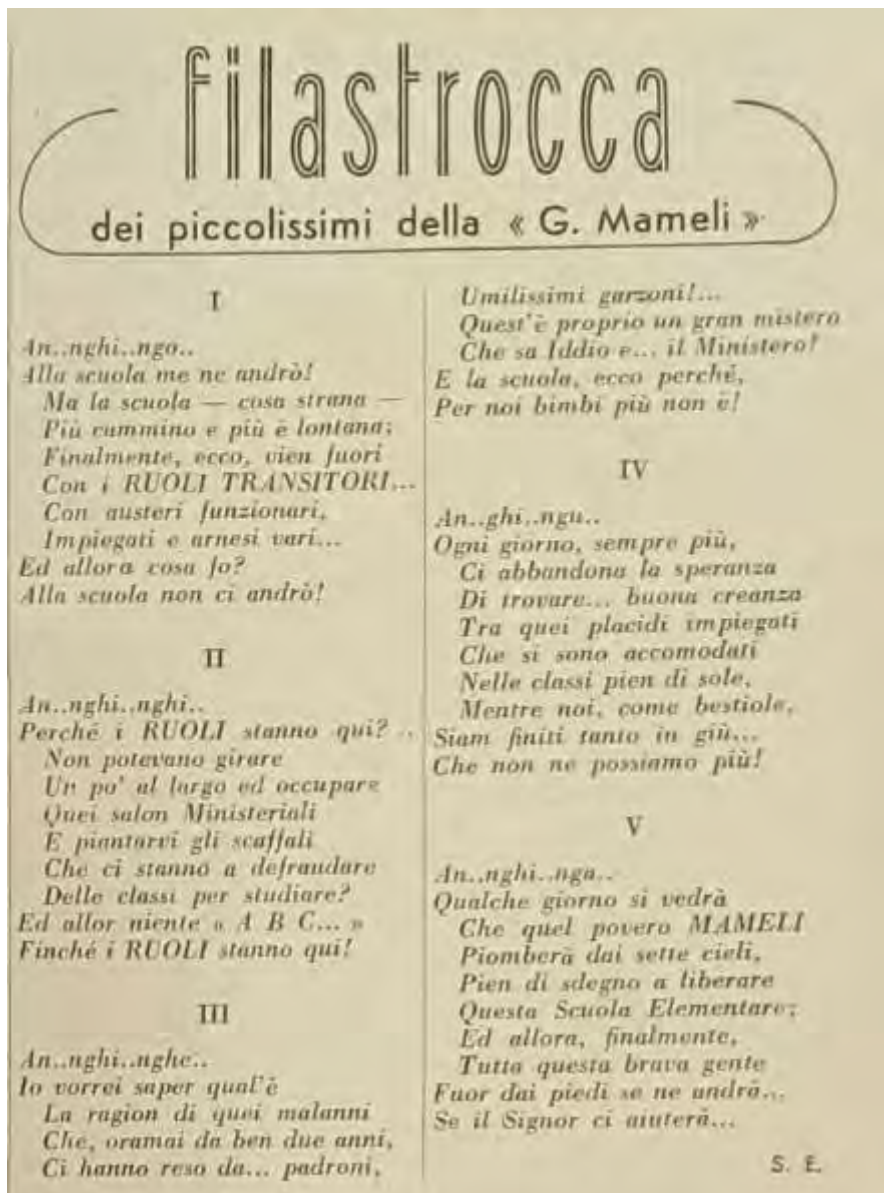 filastrocca
dei piccolissimi della « G. Mameli »
I
An..nghi..ngo..
Alla scuola me ne andrò!
Ma la scuola — cosa strana —
Più cammino e più è lontana;
Finalmente, ecco, vien fuori
Con i RUOLI TRANSITORI...
Con austeri funzionari,
Impiegati e arnesi vari...
Ed allora cosa fo?
Alla scuola non ci andrò!
II
An..nghi..nghi..
Perché i RUOLI stanno qui? ..
Non potevano girare
Un po' al largo ed occupare
Quei salon Ministeriali
E piantarvi gli scaffali
Che ci stanno a defraudare
Delle classi per studiare?
Ed allor niente « A B C... »
Finché i RUOLI stanno qui!
III
An..nghi..nghe..
Io vorrei saper qual'è
La ragion di quei malanni
Che, oramai da ben due anni,
Ci hanno reso da... padroni,
Umilissimi garzoni!...
Quest'è proprio un gran mistero
Che sa Iddio e... il Ministero!
E la scuola, ecco perché,
Per noi bimbi più non è!
IV
An..ghi..ngu..
Ogni giorno, sempre più,
Ci abbandona la speranza
Di trovare... buona creanza
Tra quei placidi impiegati
Che si sono accomodati
Nelle classi pien di sole,
Mentre noi, come bestiole,
Siam finiti tanto in giù...
Che non ne possiamo più!
V
An..nghi..nga..
Qualche giorno si vedrà
Che quel povero MAMELI
Piomberà dai sette cieli,
Pien di sdegno a liberare
Questa Scuola Elementare;
Ed allora, finalmente,
Tutta questa brava gente
Fuor dai piedi se ne andrà...
Se il Signor ci aiuterà...
S. E.